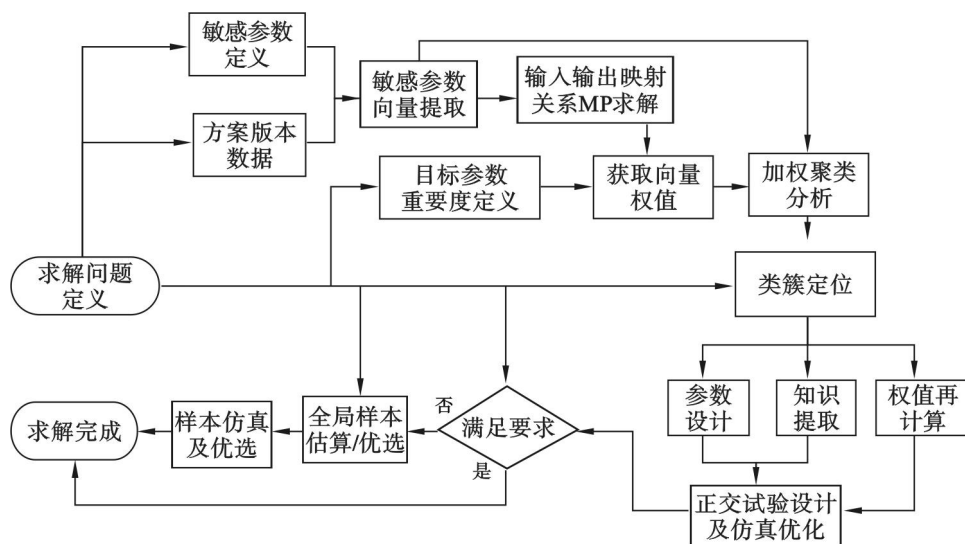 敏感参数
定义
方案版本
数据
敏感参数
向量提取
输入输出映射
关系MP求解
目标参数
重要度定义
获取向量
权值
加权聚类
分析
求解问题
定义
类簇定位
参数
设计
知识
提取
权值再
计算
求解完成
样本仿真
及优选
全局样本
估算/优选
否
满足要求
是
正交试验设计
及仿真优化